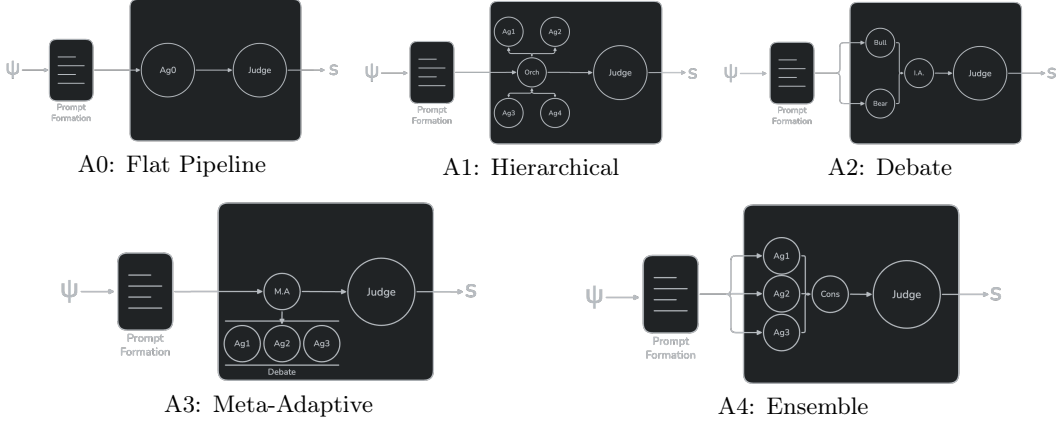 Ψ
Prompt
Formation
Ag0
Judge
S
A0: Flat Pipeline
Ψ
Prompt
Formation
Ag1
Ag2
Orch
Ag3
Ag4
Judge
S
A1: Hierarchical
Ψ
Prompt
Formation
Bull
Bear
I.A.
Judge
S
A2: Debate
Ψ
Prompt
Formation
M.A
Ag1
Ag2
Ag3
Debate
Judge
S
A3: Meta-Adaptive
Ψ
Prompt
Formation
Ag1
Ag2
Ag3
Cons
Judge
S
A4: Ensemble